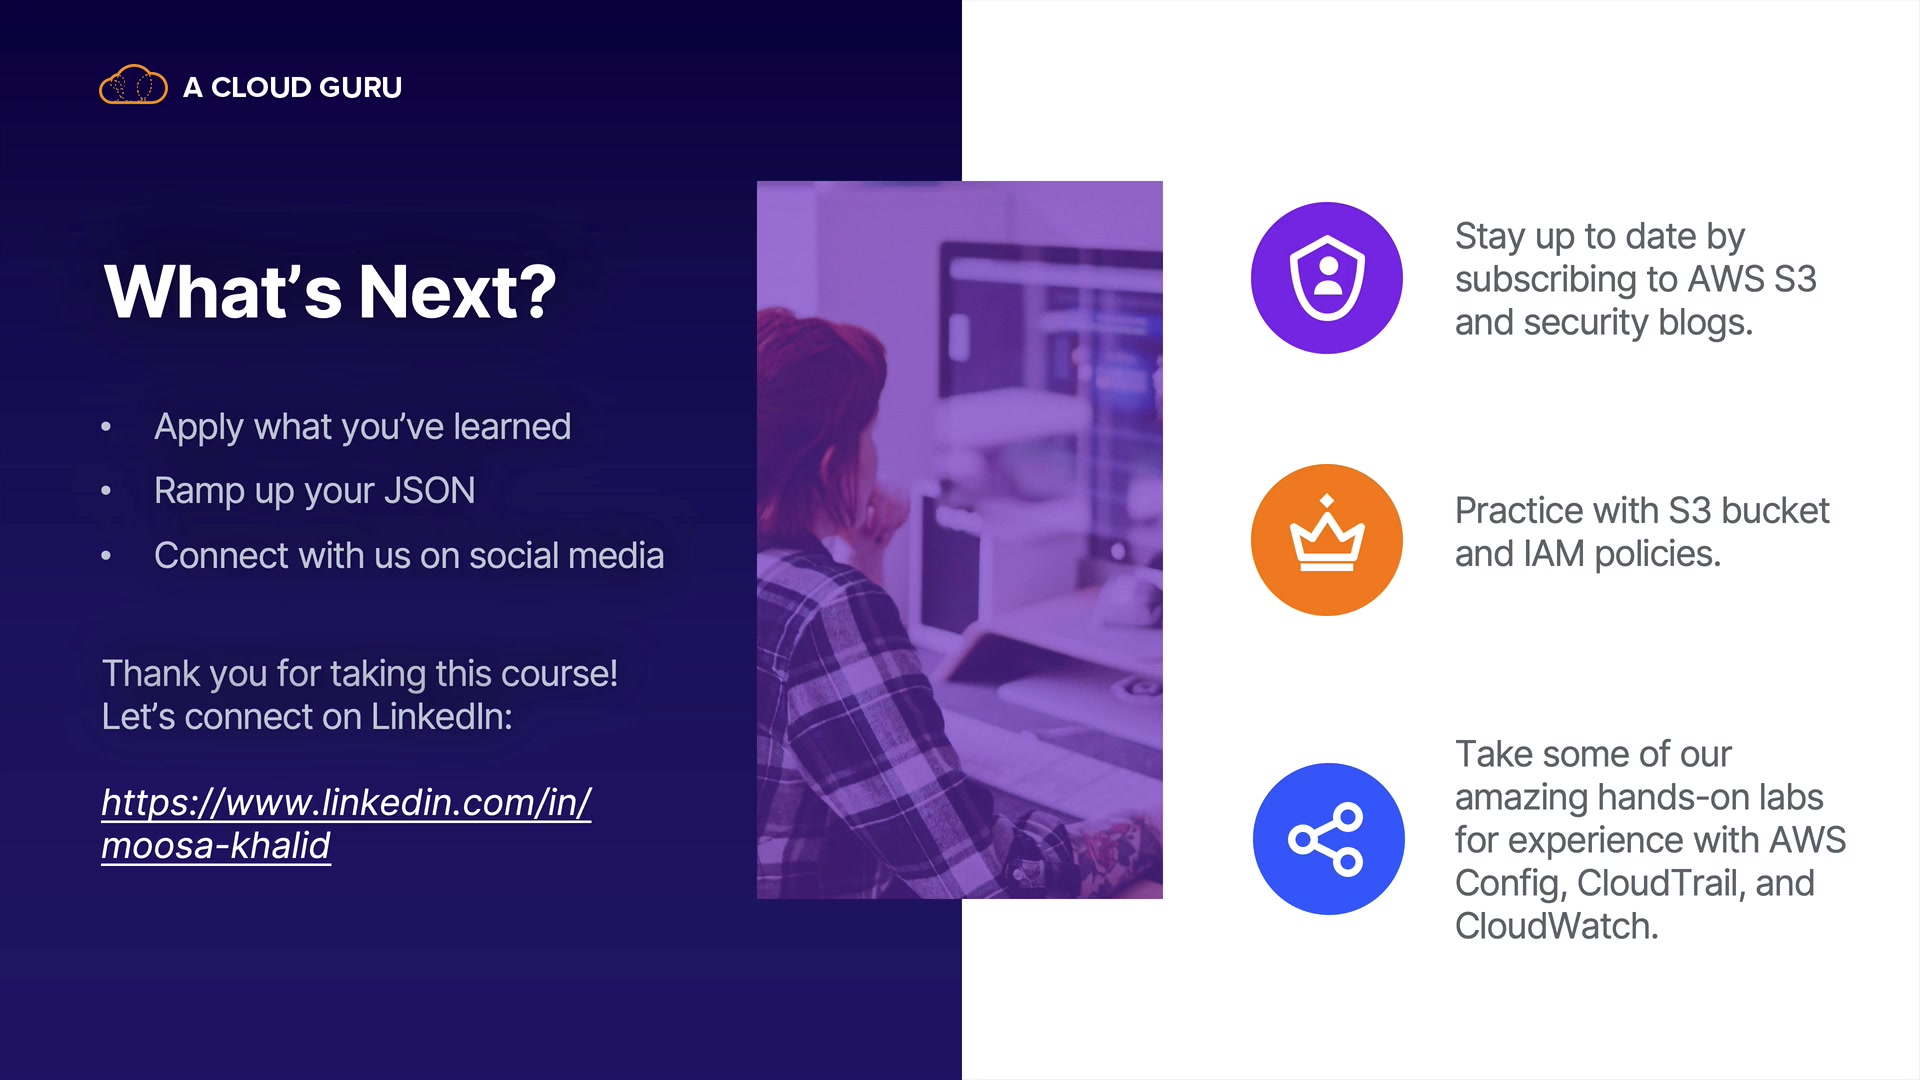 A CLOUD GURU
What’s Next?
• Apply what you’ve learned
• Ramp up your JSON
• Connect with us on social media
Thank you for taking this course!
Let’s connect on LinkedIn:
https://www.linkedin.com/in/
moosa-khalid
Stay up to date by
subscribing to AWS S3
and security blogs.
Practice with S3 bucket
and IAM policies.
Take some of our
amazing hands-on labs
for experience with AWS
Config, CloudTrail, and
CloudWatch.